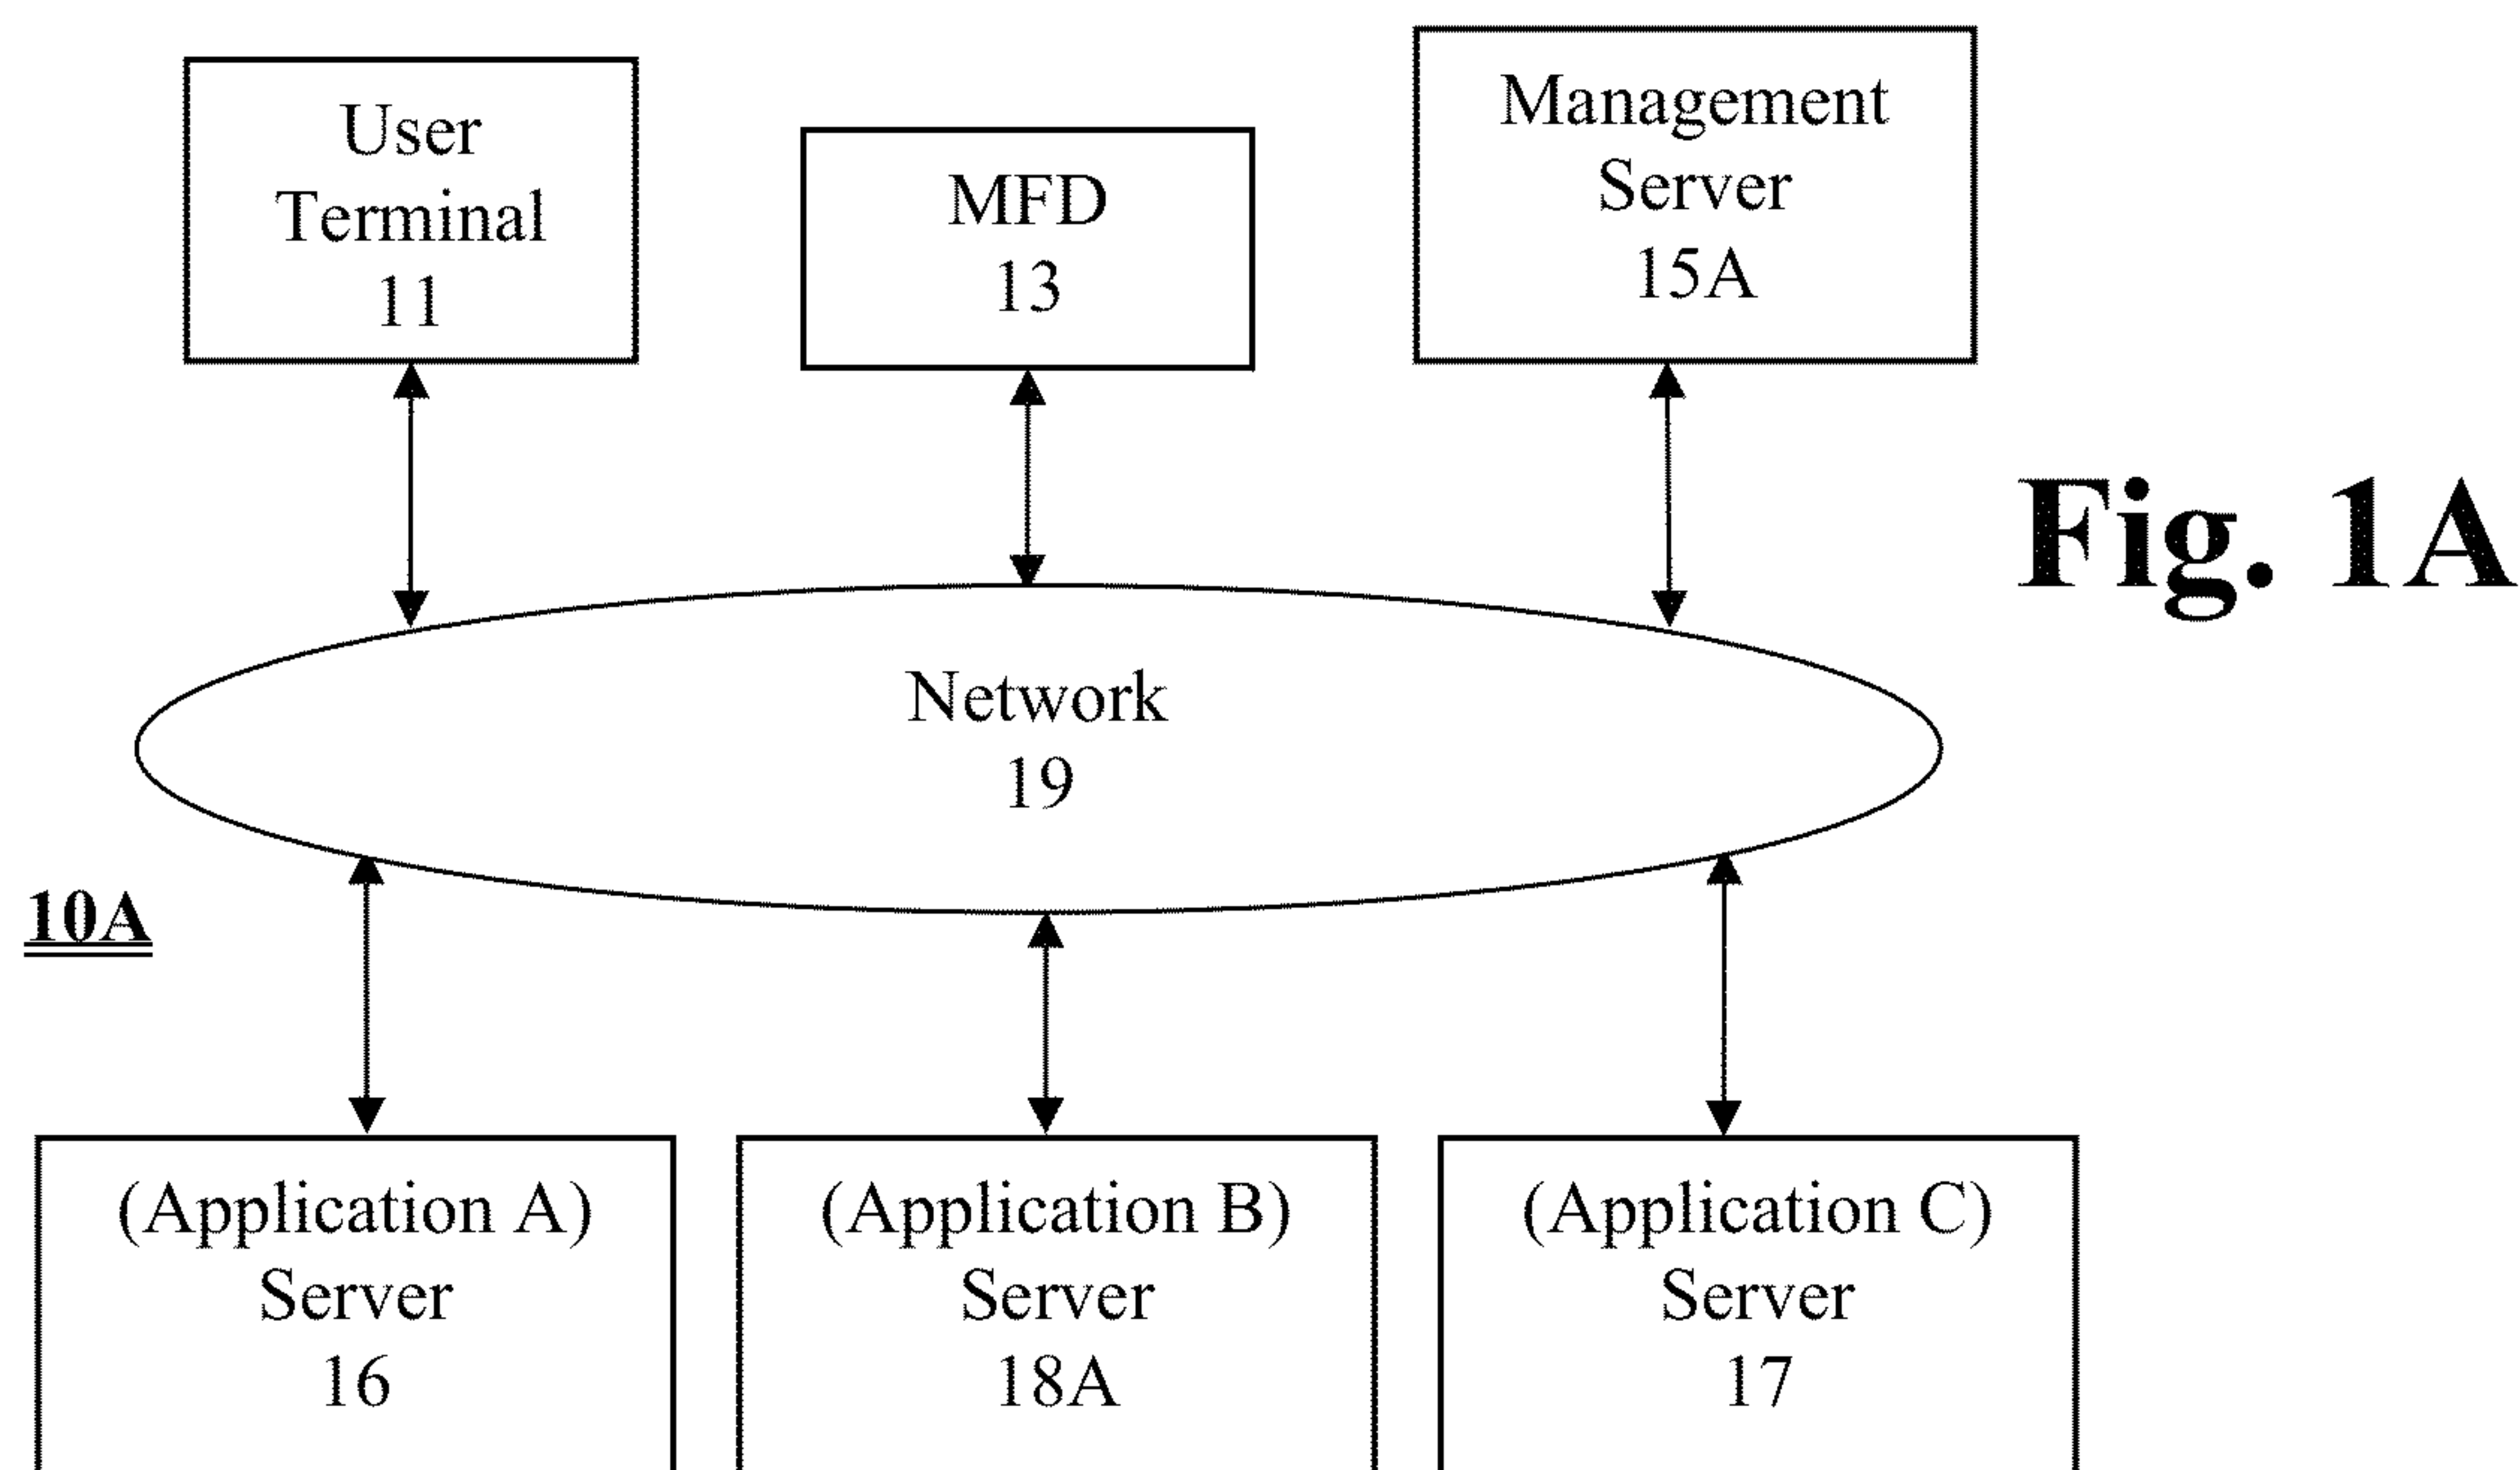 User
Terminal
11
MFD
13
Management
Server
15A
Fig. 1A
Network
19
10A
(Application A)
Server
16
(Application B)
Server
18A
(Application C)
Server
17